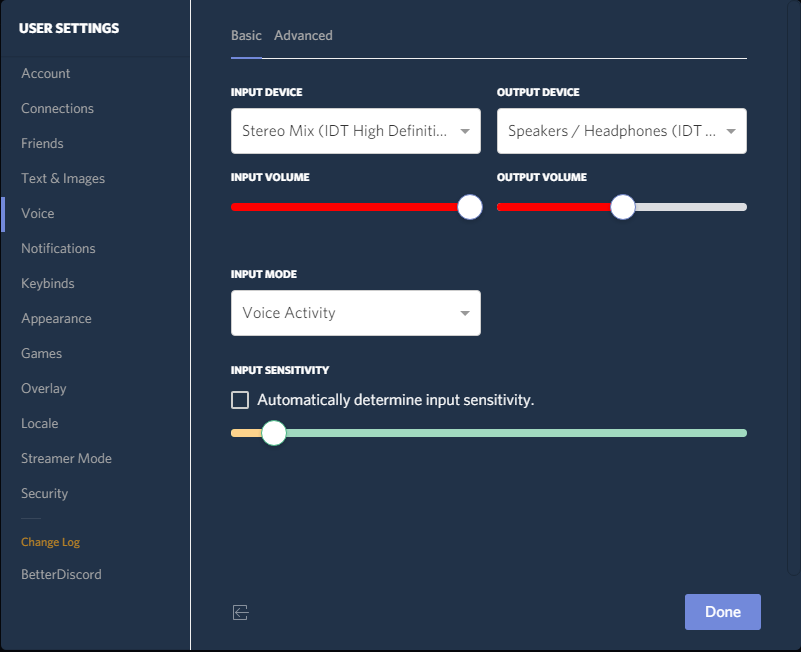 USER SETTINGS
Account
Connections
Friends
Text & Images
Voice
Notifications
Keybinds
Appearance
Games
Overlay
Locale
Streamer Mode
Security
Change Log
BetterDiscord
Basic Advanced
INPUT DEVICE OUTPUT DEVICE
Stereo Mix (IDT High Definiti... Speakers / Headphones (IDT ...
INPUT VOLUME OUTPUT VOLUME
INPUT MODE
Voice Activity
INPUT SENSITIVITY
Automatically determine input sensitivity.
Done